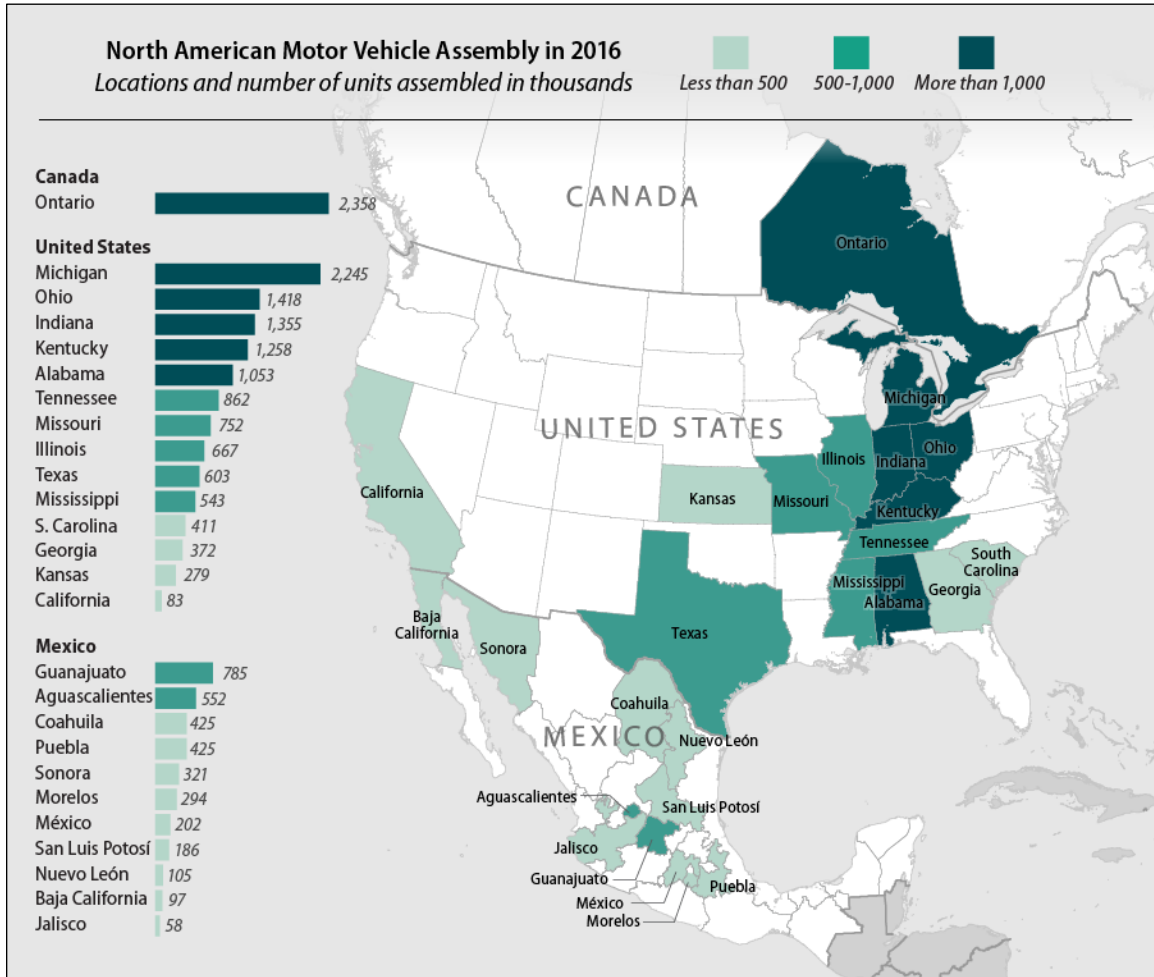 North American Motor Vehicle Assembly in 2016
Locations and number of units assembled in thousands
Less than 500
500-1,000
More than 1,000
Canada
Ontario 2,358
United States
Michigan 2,245
Ohio 1,418
Indiana 1,355
Kentucky 1,258
Alabama 1,053
Tennessee 862
Missouri 752
Illinois 667
Texas 603
Mississippi 543
S. Carolina 411
Georgia 372
Kansas 279
California 83
Mexico
Guanajuato 785
Aguascalientes 552
Coahuila 425
Puebla 425
Sonora 321
Morelos 294
México 202
San Luis Potosí 186
Nuevo León 105
Baja California 97
Jalisco 58
CANADA
Ontario
Michigan
UNITED STATES
Illinois
Indiana
Ohio
California
Kansas
Missouri
Kentucky
Tennessee
South
Carolina
Mississippi
Alabama
Georgia
Baja
California
Sonora
Texas
Coahuila
MEXICO
Nuevo León
Aguascalientes
San Luis Potosí
Jalisco
Guanajuato
Puebla
México
Morelos